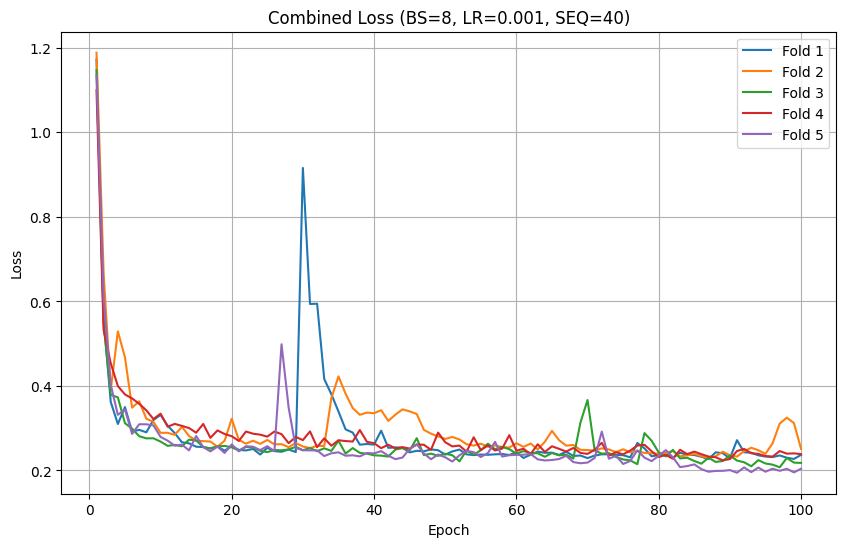 Combined Loss (BS=8, LR=0.001, SEQ=40)
Fold 1
Fold 2
Fold 3
Fold 4
Fold 5
Loss
1.2
1.0
0.8
0.6
0.4
0.2
0
20
40
60
80
100
Epoch